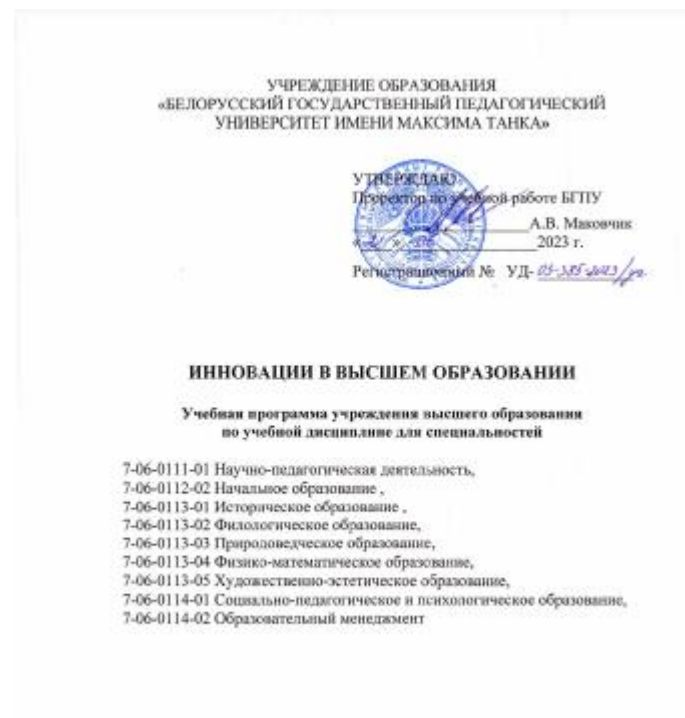 УЧРЕЖДЕНИЕ ОБРАЗОВАНИЯ
«БЕЛОРУССКИЙ ГОСУДАРСТВЕННЫЙ ПЕДАГОГИЧЕСКИЙ
УНИВЕРСИТЕТ ИМЕНИ МАКСИМА ТАНКА»
УТВЕРЖДАЮ
Проректор по учебной работе БГПУ
А.В. Маковчик
2023 г.
Регистрационный № УД-
ИННОВАЦИИ В ВЫСШЕМ ОБРАЗОВАНИИ
Учебная программа учреждения высшего образования
по учебной дисциплине для специальностей
7-06-0111-01 Научно-педагогическая деятельность,
7-06-0112-02 Начальное образование ,
7-06-0113-01 Историческое образование ,
7-06-0113-02 Филологическое образование,
7-06-0113-03 Природоведческое образование,
7-06-0113-04 Физико-математическое образование,
7-06-0113-05 Художественно-эстетическое образование,
7-06-0114-01 Социально-педагогическое и психологическое образование,
7-06-0114-02 Образовательный менеджмент